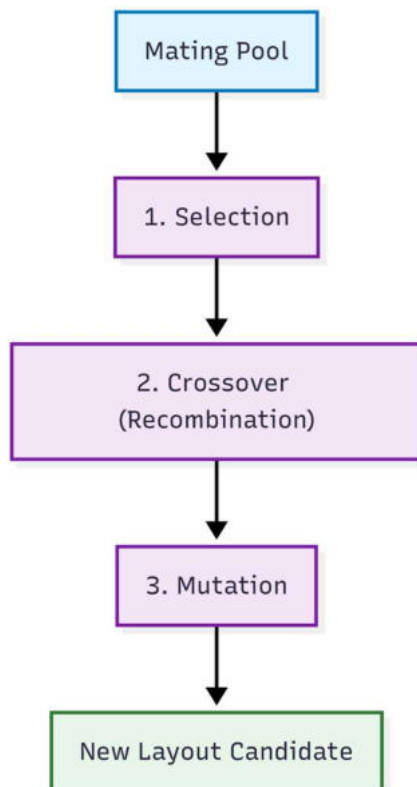 Mating Pool
1. Selection
2. Crossover
(Recombination)
3. Mutation
New Layout Candidate